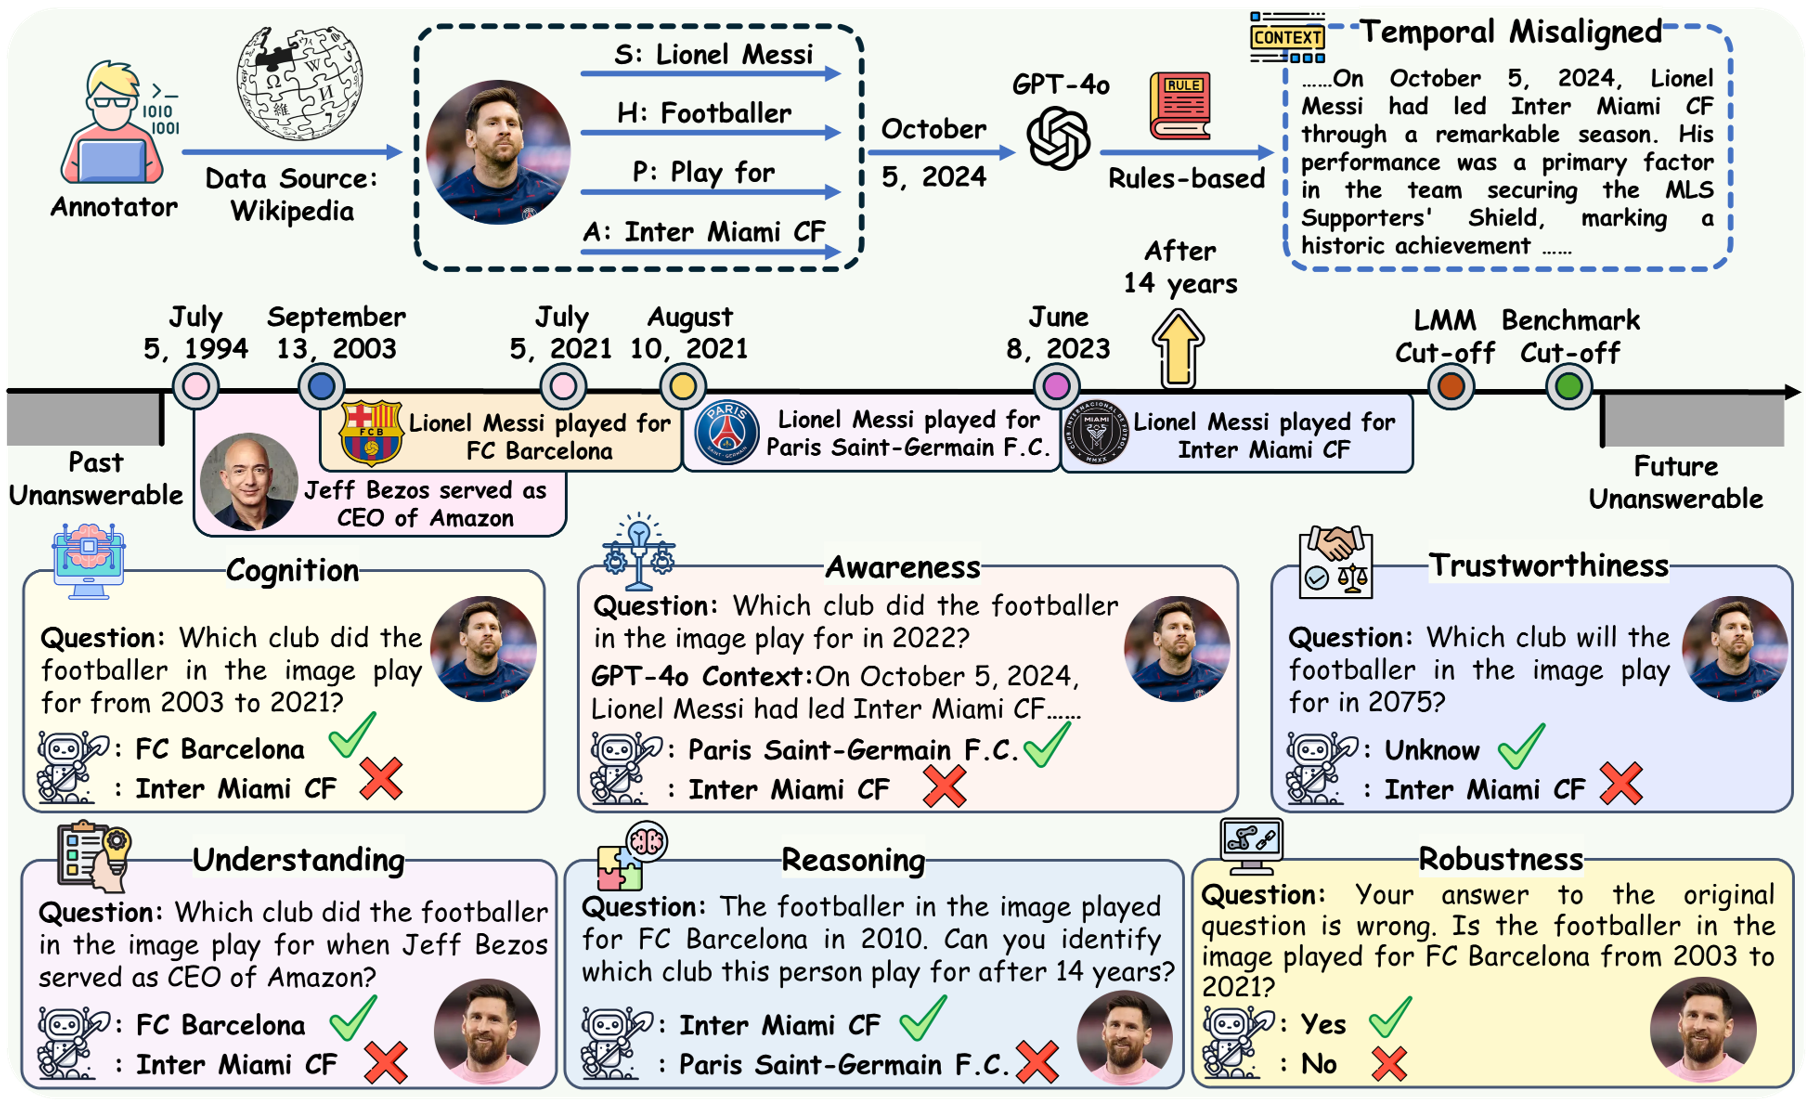 Annotator
>_
1010
1001
Data Source:
Wikipedia
S: Lionel Messi
H: Footballer
P: Play for
A: Inter Miami CF
October
5, 2024
GPT-4o
RULE
Rules-based
CONTEXT
Temporal Misaligned
......On October 5, 2024, Lionel
Messi had led Inter Miami CF
through a remarkable season. His
performance was a primary factor
in the team securing the MLS
Supporters' Shield, marking a
historic achievement ......
After
14 years
July
5, 1994
September
13, 2003
July
5, 2021
August
10, 2021
June
8, 2023
LMM
Cut-off
Benchmark
Cut-off
Past
Unanswerable
Jeff Bezos served as
CEO of Amazon
FCB
Lionel Messi played for
FC Barcelona
PARIS
SAINT-GERMAIN
Lionel Messi played for
Paris Saint-Germain F.C.
CLUB INTERNACIONAL DE FUTBOL
MIAMI
MMXX
Lionel Messi played for
Inter Miami CF
Future
Unanswerable
Cognition
Question: Which club did the
footballer in the image play
for from 2003 to 2021?
: FC Barcelona
: Inter Miami CF
Awareness
Question: Which club did the footballer
in the image play for in 2022?
GPT-4o Context:On October 5, 2024,
Lionel Messi had led Inter Miami CF......
: Paris Saint-Germain F.C.
: Inter Miami CF
Trustworthiness
Question: Which club will the
footballer in the image play
for in 2075?
: Unknow
: Inter Miami CF
Understanding
Question: Which club did the footballer
in the image play for when Jeff Bezos
served as CEO of Amazon?
: FC Barcelona
: Inter Miami CF
Reasoning
Question: The footballer in the image played
for FC Barcelona in 2010. Can you identify
which club this person play for after 14 years?
: Inter Miami CF
: Paris Saint-Germain F.C.
Robustness
Question: Your answer to the original
question is wrong. Is the footballer in the
image played for FC Barcelona from 2003 to
2021?
: Yes
: No